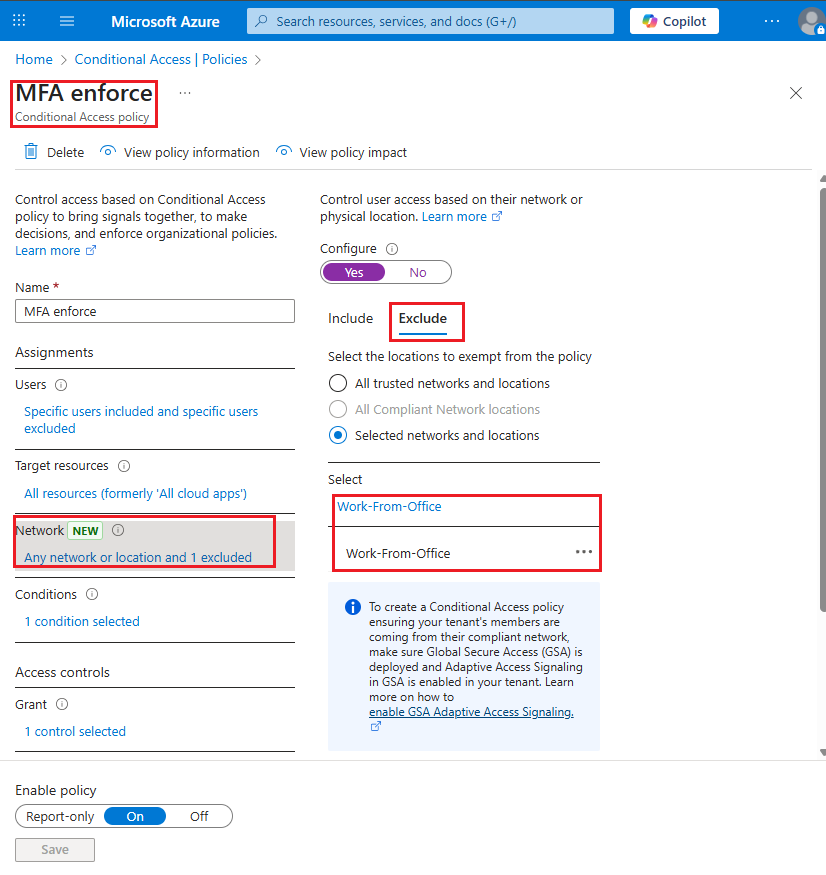 Microsoft Azure
Search resources, services, and docs (G+/)
Copilot
Home > Conditional Access | Policies >
MFA enforce
Conditional Access policy
Delete
View policy information
View policy impact
Control access based on Conditional Access
policy to bring signals together, to make
decisions, and enforce organizational policies.
Learn more
Name *
MFA enforce
Assignments
Users
Specific users included and specific users
excluded
Target resources
All resources (formerly 'All cloud apps')
Network NEW
Any network or location and 1 excluded
Conditions
1 condition selected
Access controls
Grant
1 control selected
Control user access based on their network or
physical location. Learn more
Configure
Yes
No
Include
Exclude
Select the locations to exempt from the policy
All trusted networks and locations
All Compliant Network locations
Selected networks and locations
Select
Work-From-Office
Work-From-Office
To create a Conditional Access policy
ensuring your tenant's members are
coming from their compliant network,
make sure Global Secure Access (GSA) is
deployed and Adaptive Access Signaling
in GSA is enabled in your tenant. Learn
more on how to
enable GSA Adaptive Access Signaling.
Enable policy
Report-only
On
Off
Save